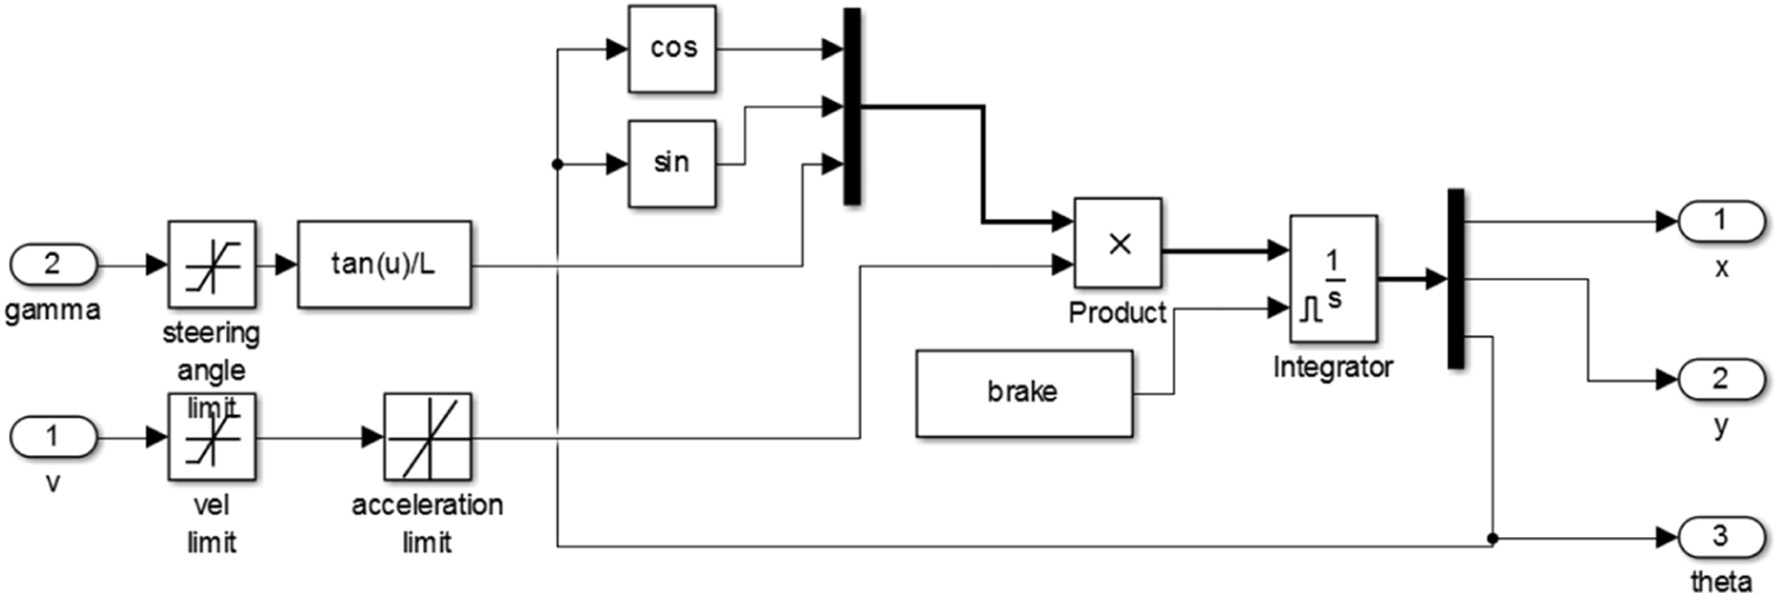 cos
sin
2
gamma
steering
angle
limit
tan(u)/L
1
v
vel
limit
acceleration
limit
×
Product
brake
1
s
Integrator
1
x
2
y
3
theta